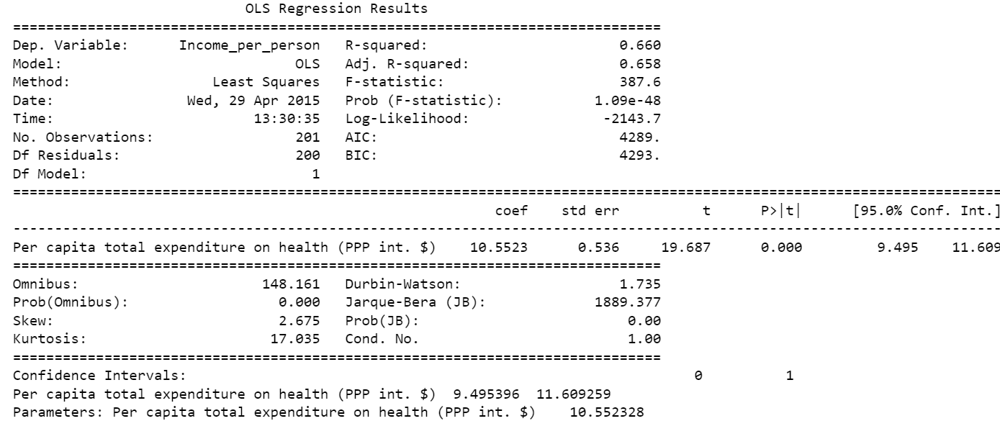 OLS Regression Results
==============================================================================
Dep. Variable:       Income_per_person   R-squared:                       0.660
Model:                             OLS   Adj. R-squared:                  0.658
Method:                  Least Squares   F-statistic:                     387.6
Date:                 Wed, 29 Apr 2015   Prob (F-statistic):           1.09e-48
Time:                         13:30:35   Log-Likelihood:                -2143.7
No. Observations:                  201   AIC:                             4289.
Df Residuals:                      200   BIC:                             4293.
Df Model:                            1
=======================================================================================================================
coef    std err          t      P>|t|      [95.0% Conf. Int.]
-----------------------------------------------------------------------------------------------------------------------
Per capita total expenditure on health (PPP int. $)    10.5523      0.536     19.687      0.000         9.495    11.609
==============================================================================
Omnibus:                       148.161   Durbin-Watson:                   1.735
Prob(Omnibus):                   0.000   Jarque-Bera (JB):             1889.377
Skew:                            2.675   Prob(JB):                         0.00
Kurtosis:                       17.035   Cond. No.                         1.00
==============================================================================
Confidence Intervals:                                                             0          1
Per capita total expenditure on health (PPP int. $)  9.495396  11.609259
Parameters: Per capita total expenditure on health (PPP int. $)    10.552328